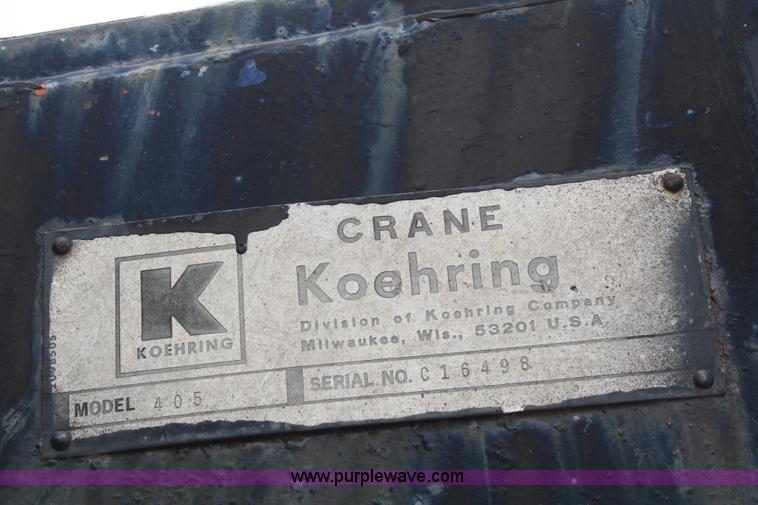 CRANE
Koehring
Division of Koehring Company
Milwaukee, Wis., 53201 U.S.A.
K
KOEHRING
MODEL 405
SERIAL NO. C16498
www.purplewave.com